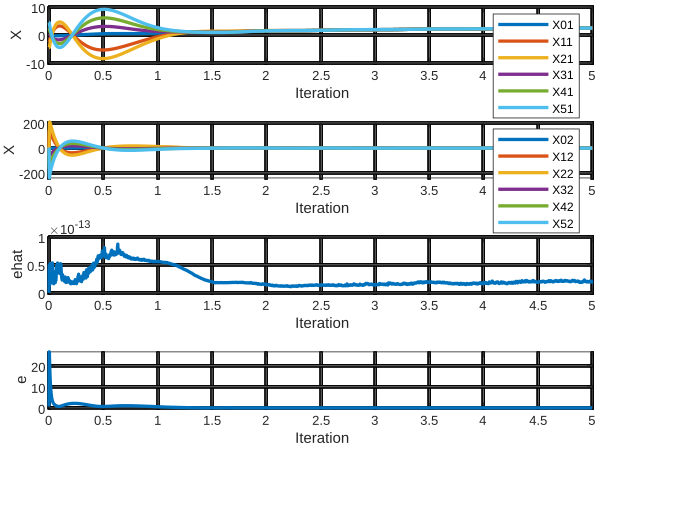 10
0
-10
X
0 0.5 1 1.5 2 2.5 3 3.5 4 5
Iteration
X01
X11
X21
X31
X41
X51
200
0
-200
X
0 0.5 1 1.5 2 2.5 3 3.5 4 5
Iteration
X02
X12
X22
X32
X42
X52
×10-13
1
0.5
0
ehat
0 0.5 1 1.5 2 2.5 3 3.5 4 4.5 5
Iteration
20
10
0
e
0 0.5 1 1.5 2 2.5 3 3.5 4 4.5 5
Iteration